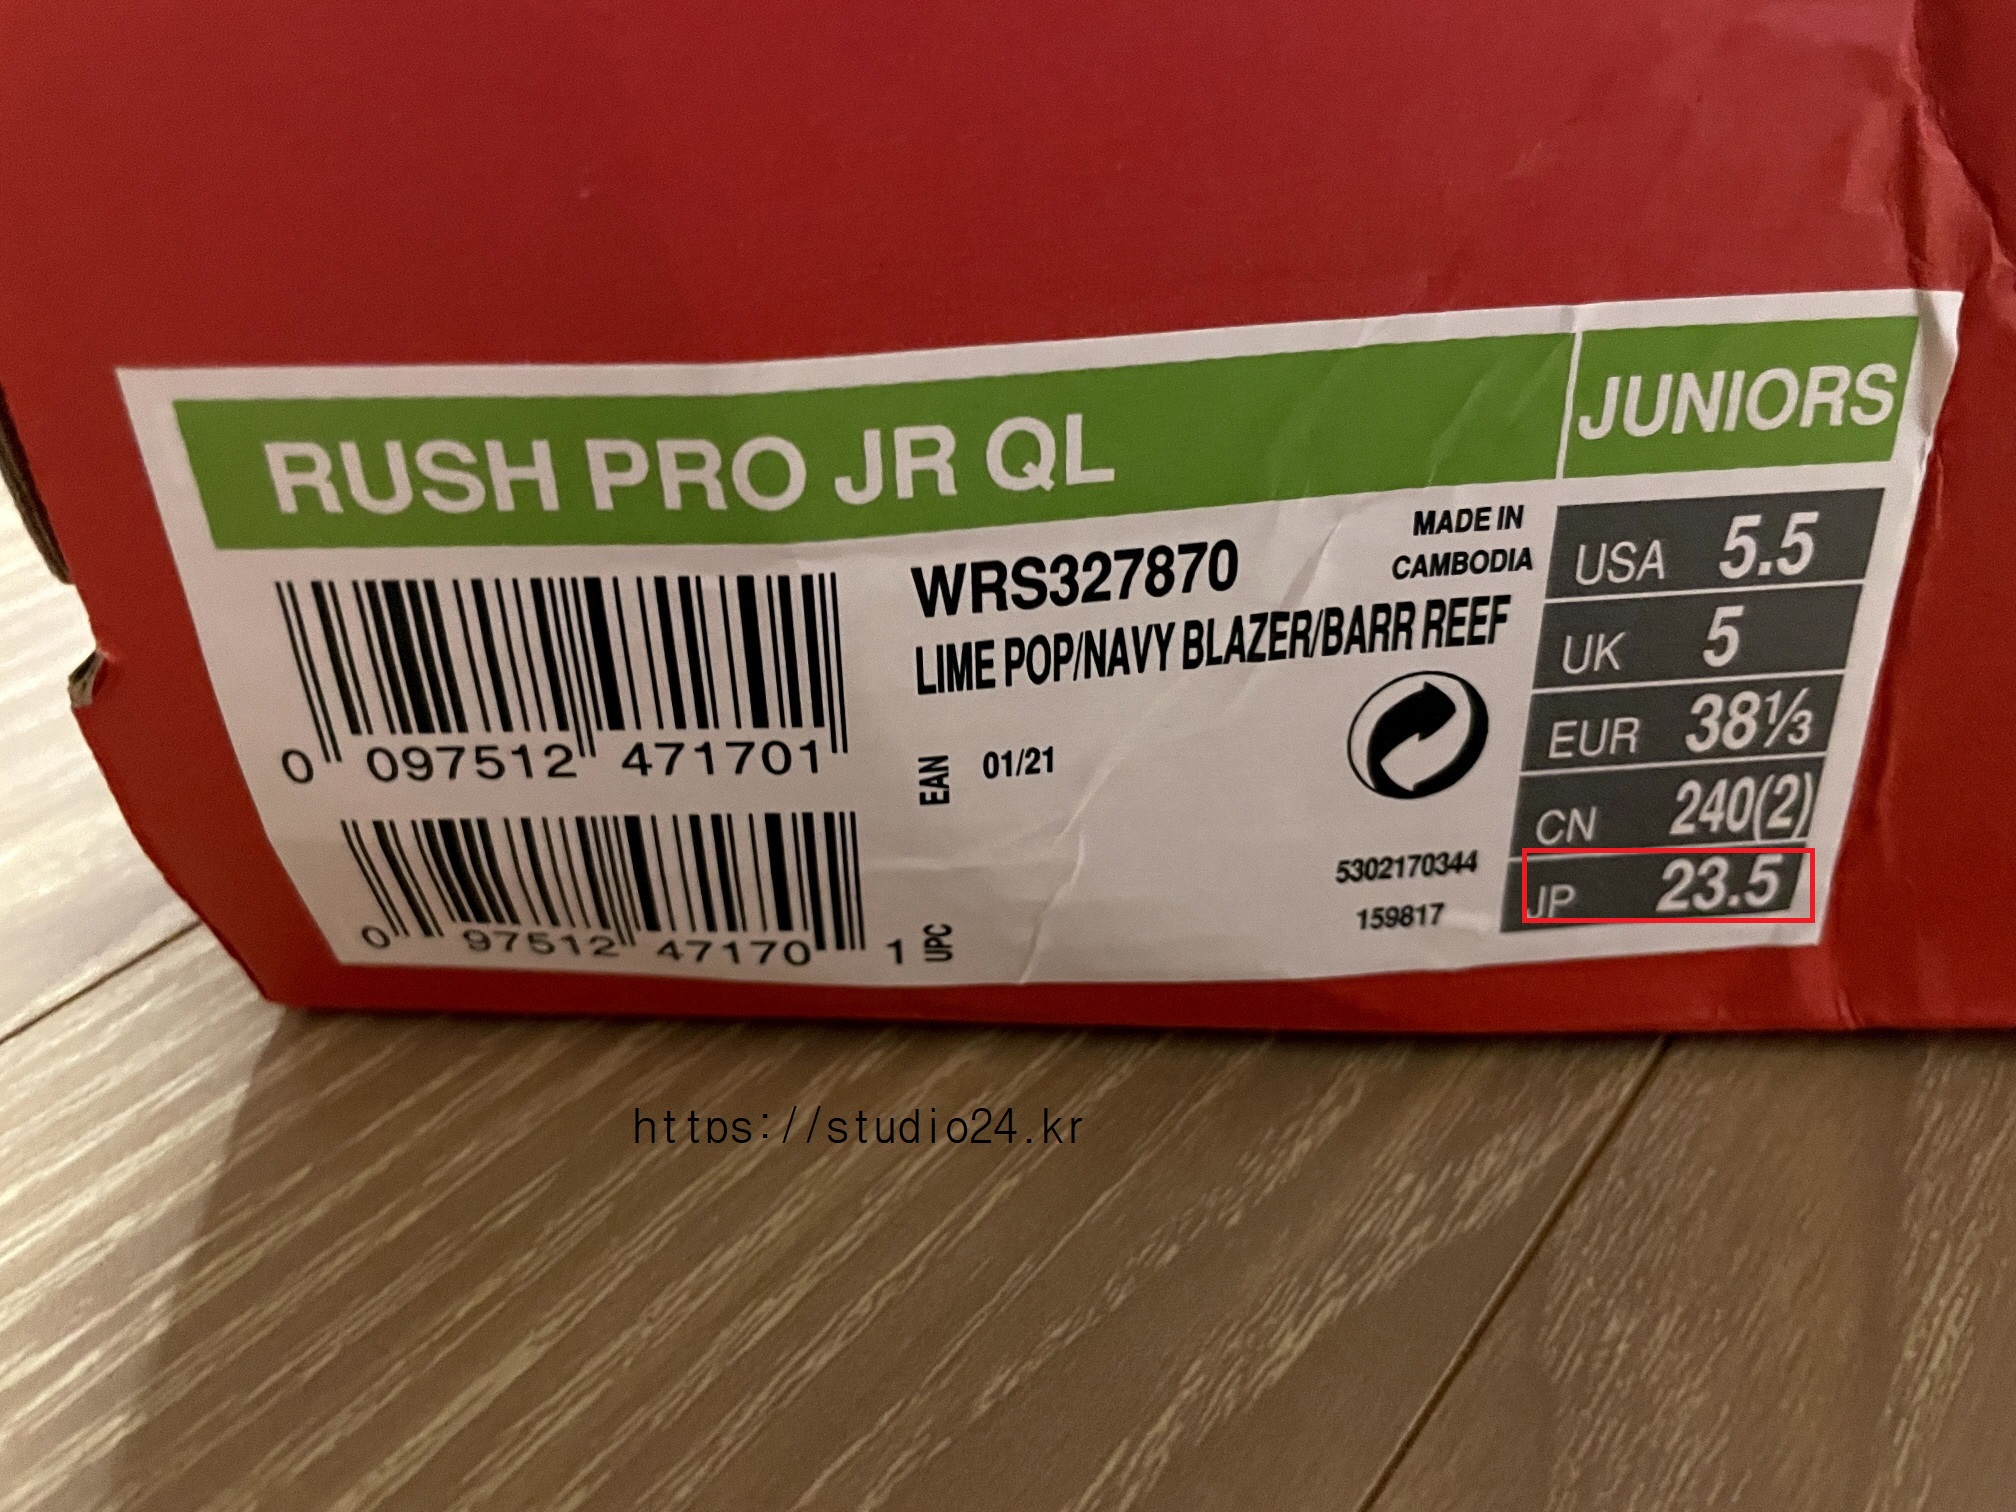 RUSH PRO JR QL
JUNIORS
WRS327870
LIME POP/NAVY BLAZER/BARR REEF
MADE IN
CAMBODIA
0 097512 471701
EAN
01/21
0 97512 47170 1
UPC
5302170344
159817
USA 5.5
UK 5
EUR 38⅓
CN 240(2)
JP 23.5
https://studio24.kr